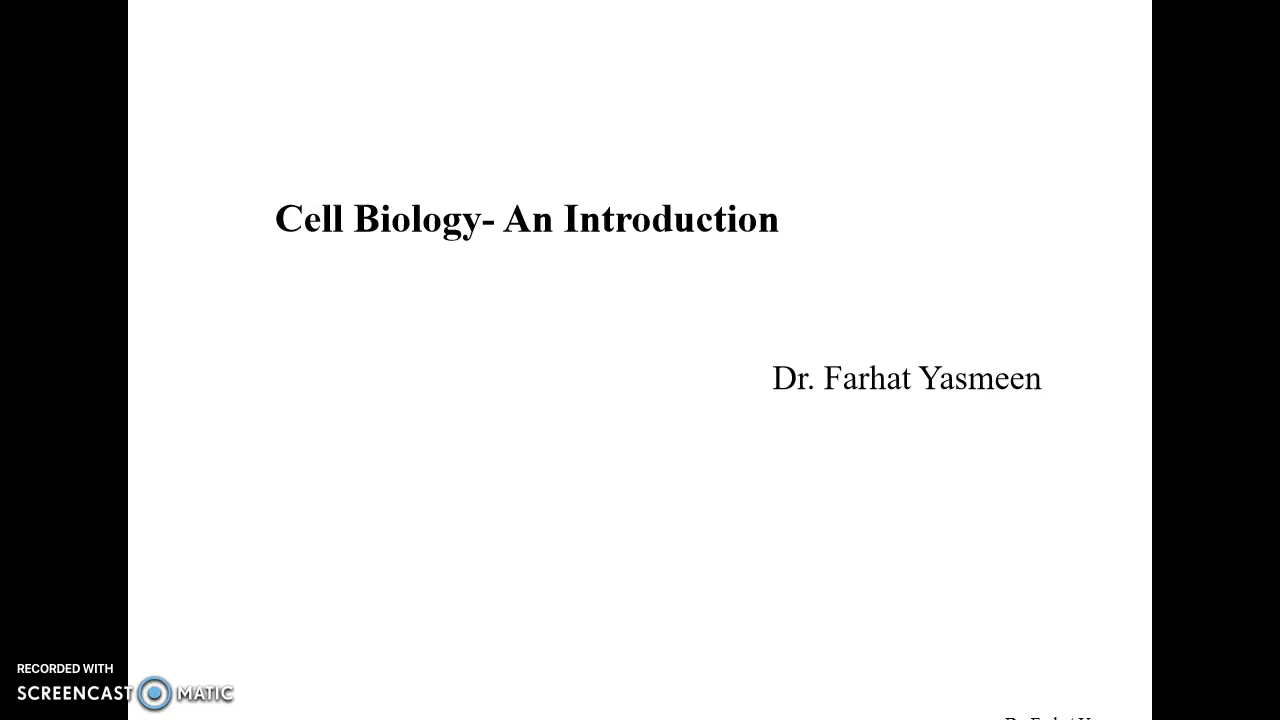 Cell Biology- An Introduction
Dr. Farhat Yasmeen
RECORDED WITH
SCREENCAST MATIC